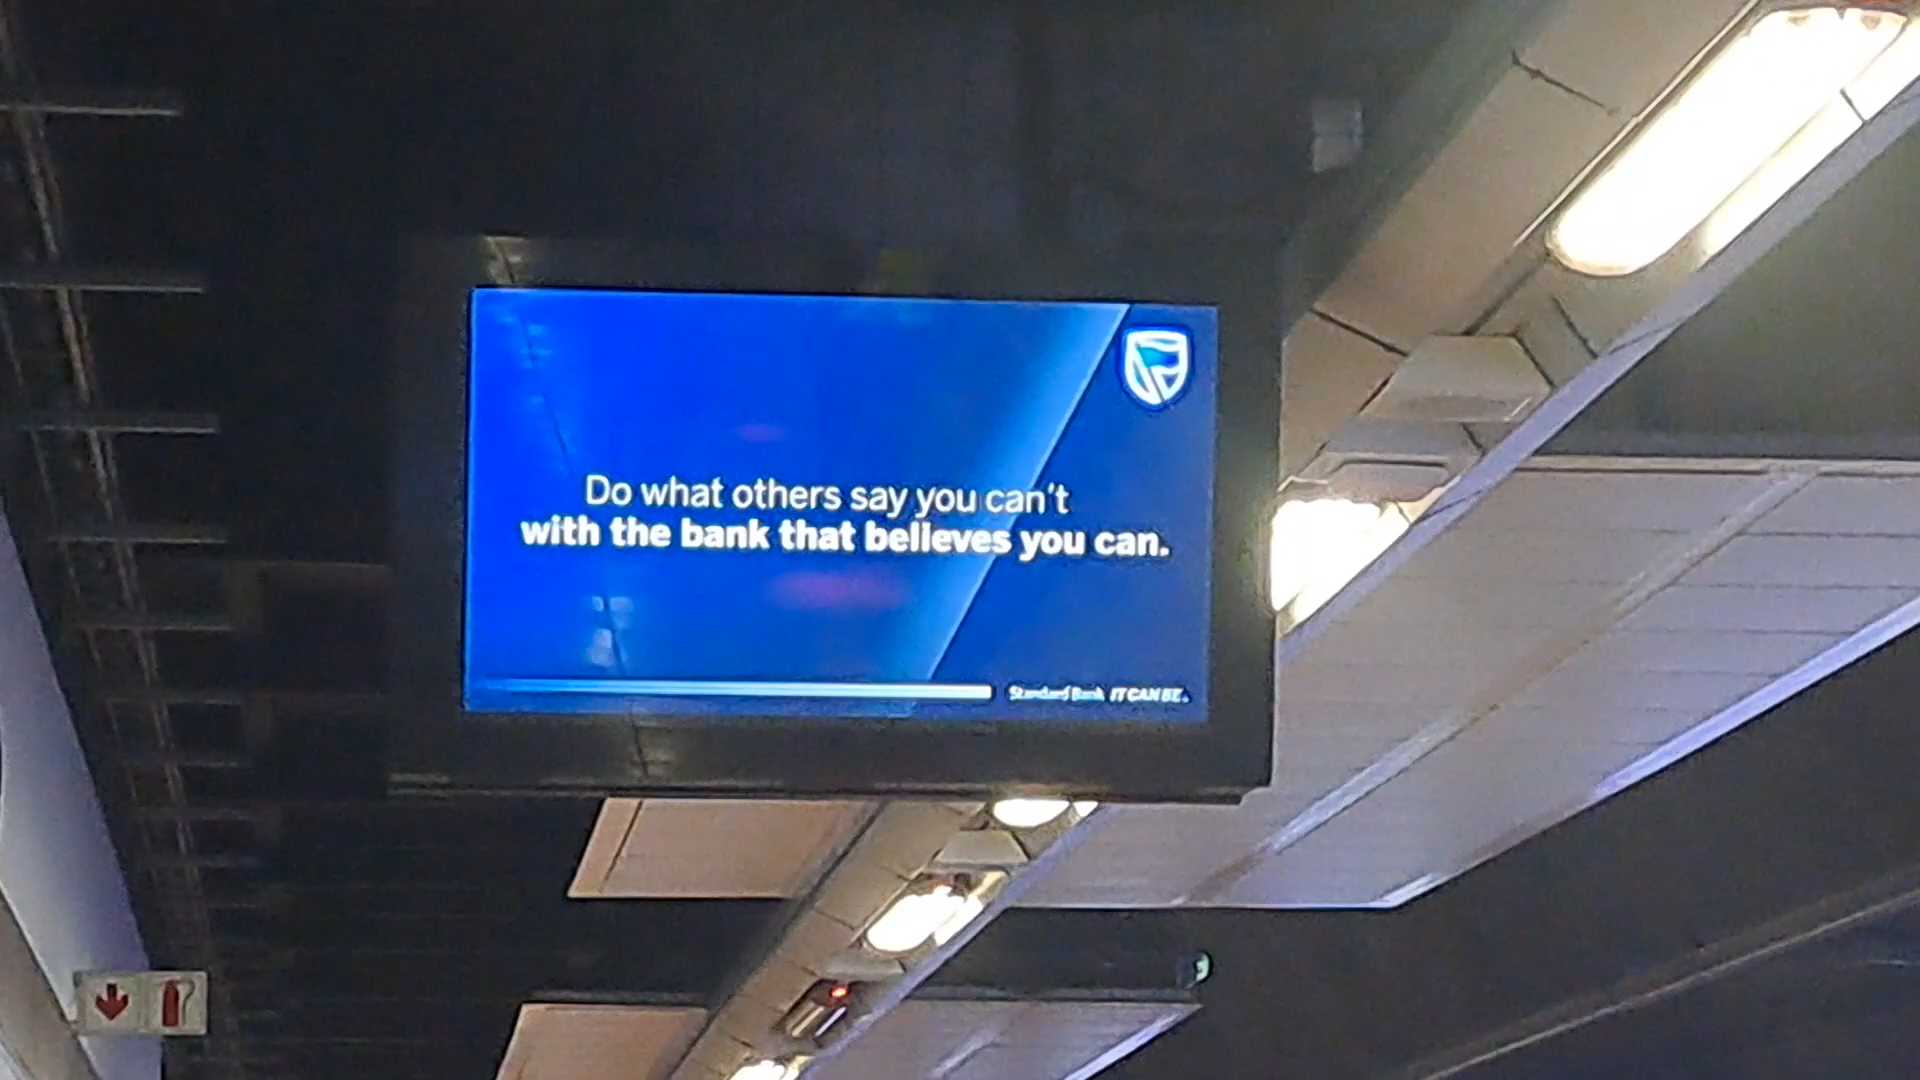 Do what others say you can't
with the bank that believes you can.
Standard Bank IT CAN BE.